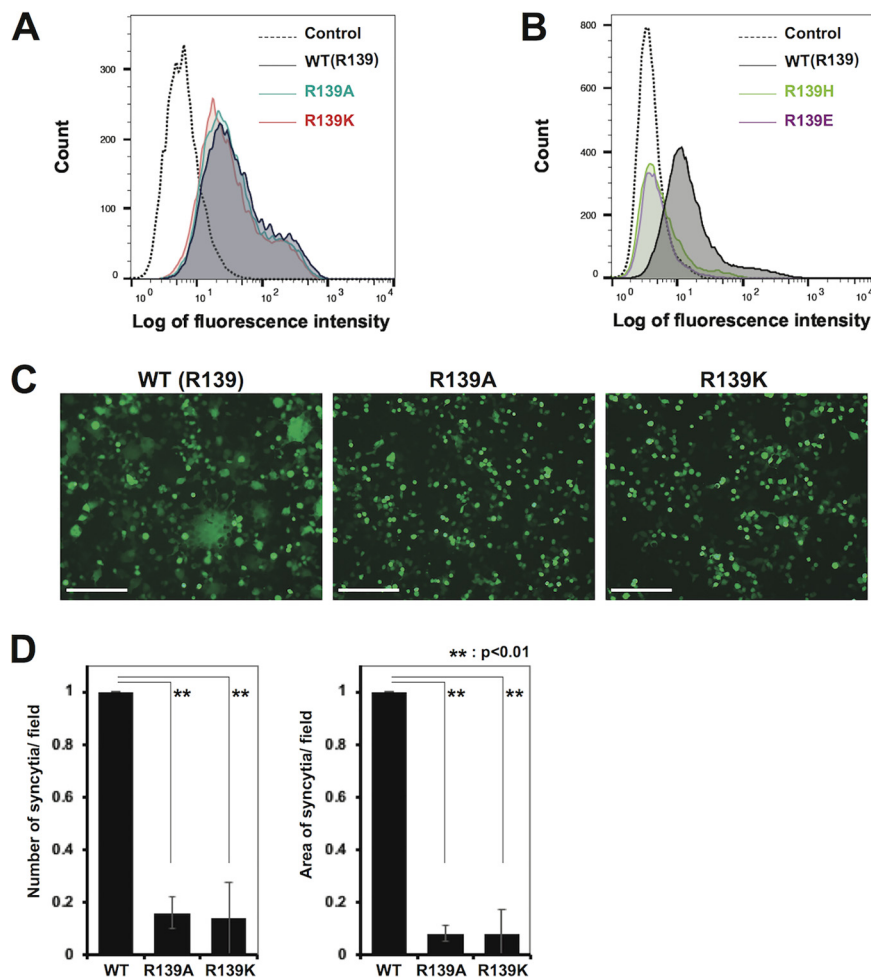 A
Control
WT(R139)
R139A
R139K
Count
300
200
100
0
10^0 10^1 10^2 10^3 10^4
Log of fluorescence intensity
B
Control
WT(R139)
R139H
R139E
Count
800
600
400
200
0
10^0 10^1 10^2 10^3 10^4
Log of fluorescence intensity
C
WT (R139)
R139A
R139K
D
Number of syncytia/ field
1
0.8
0.6
0.4
0.2
0
** **
WT R139A R139K
** : p<0.01
Area of syncytia/ field
1
0.8
0.6
0.4
0.2
0
** **
WT R139A R139K